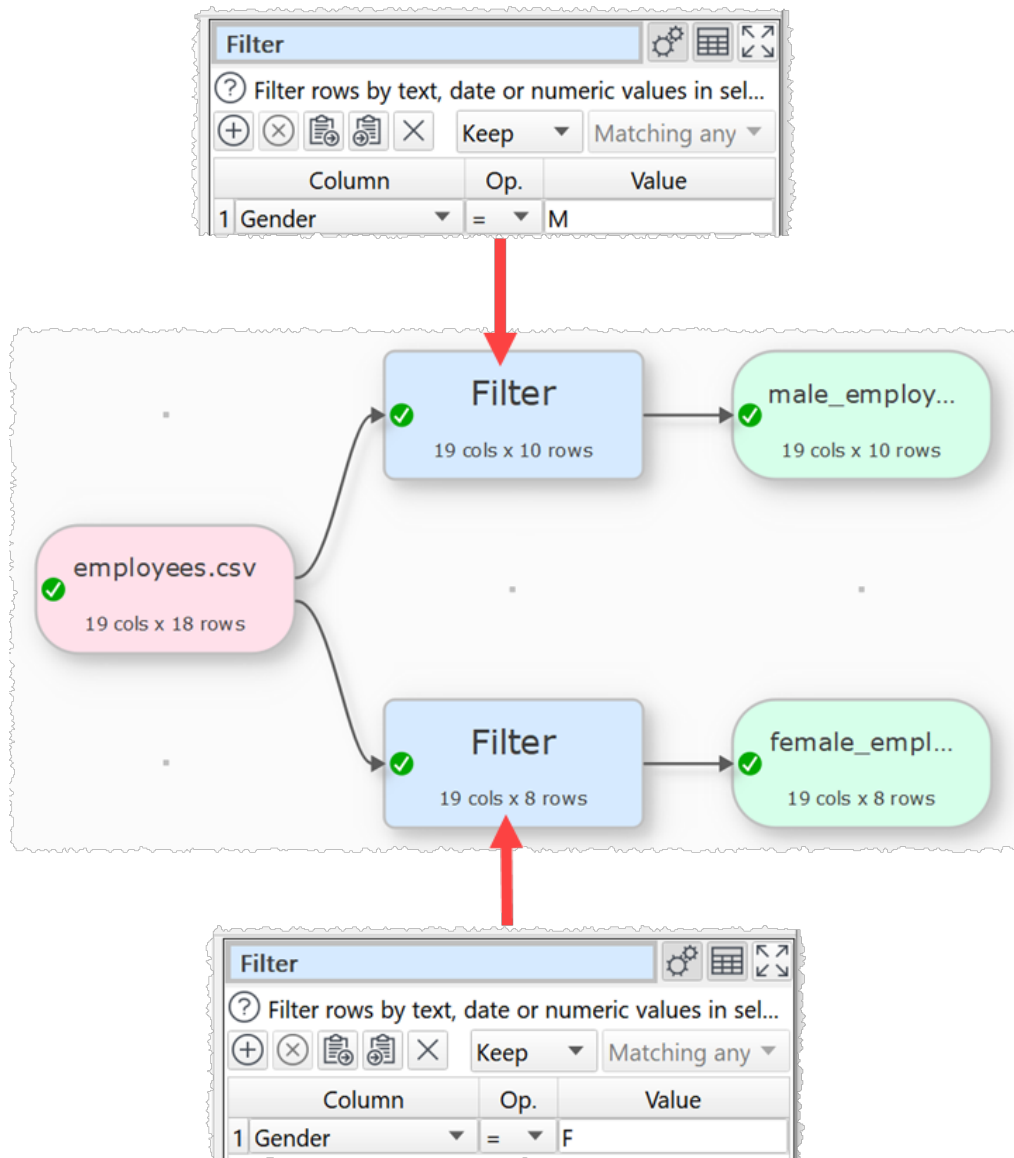 Filter
? Filter rows by text, date or numeric values in sel...
Keep Matching any
Column Op. Value
1 Gender = M
Filter
19 cols x 10 rows
male_employ...
19 cols x 10 rows
employees.csv
19 cols x 18 rows
Filter
19 cols x 8 rows
female_empl...
19 cols x 8 rows
Filter
? Filter rows by text, date or numeric values in sel...
Keep Matching any
Column Op. Value
1 Gender = F